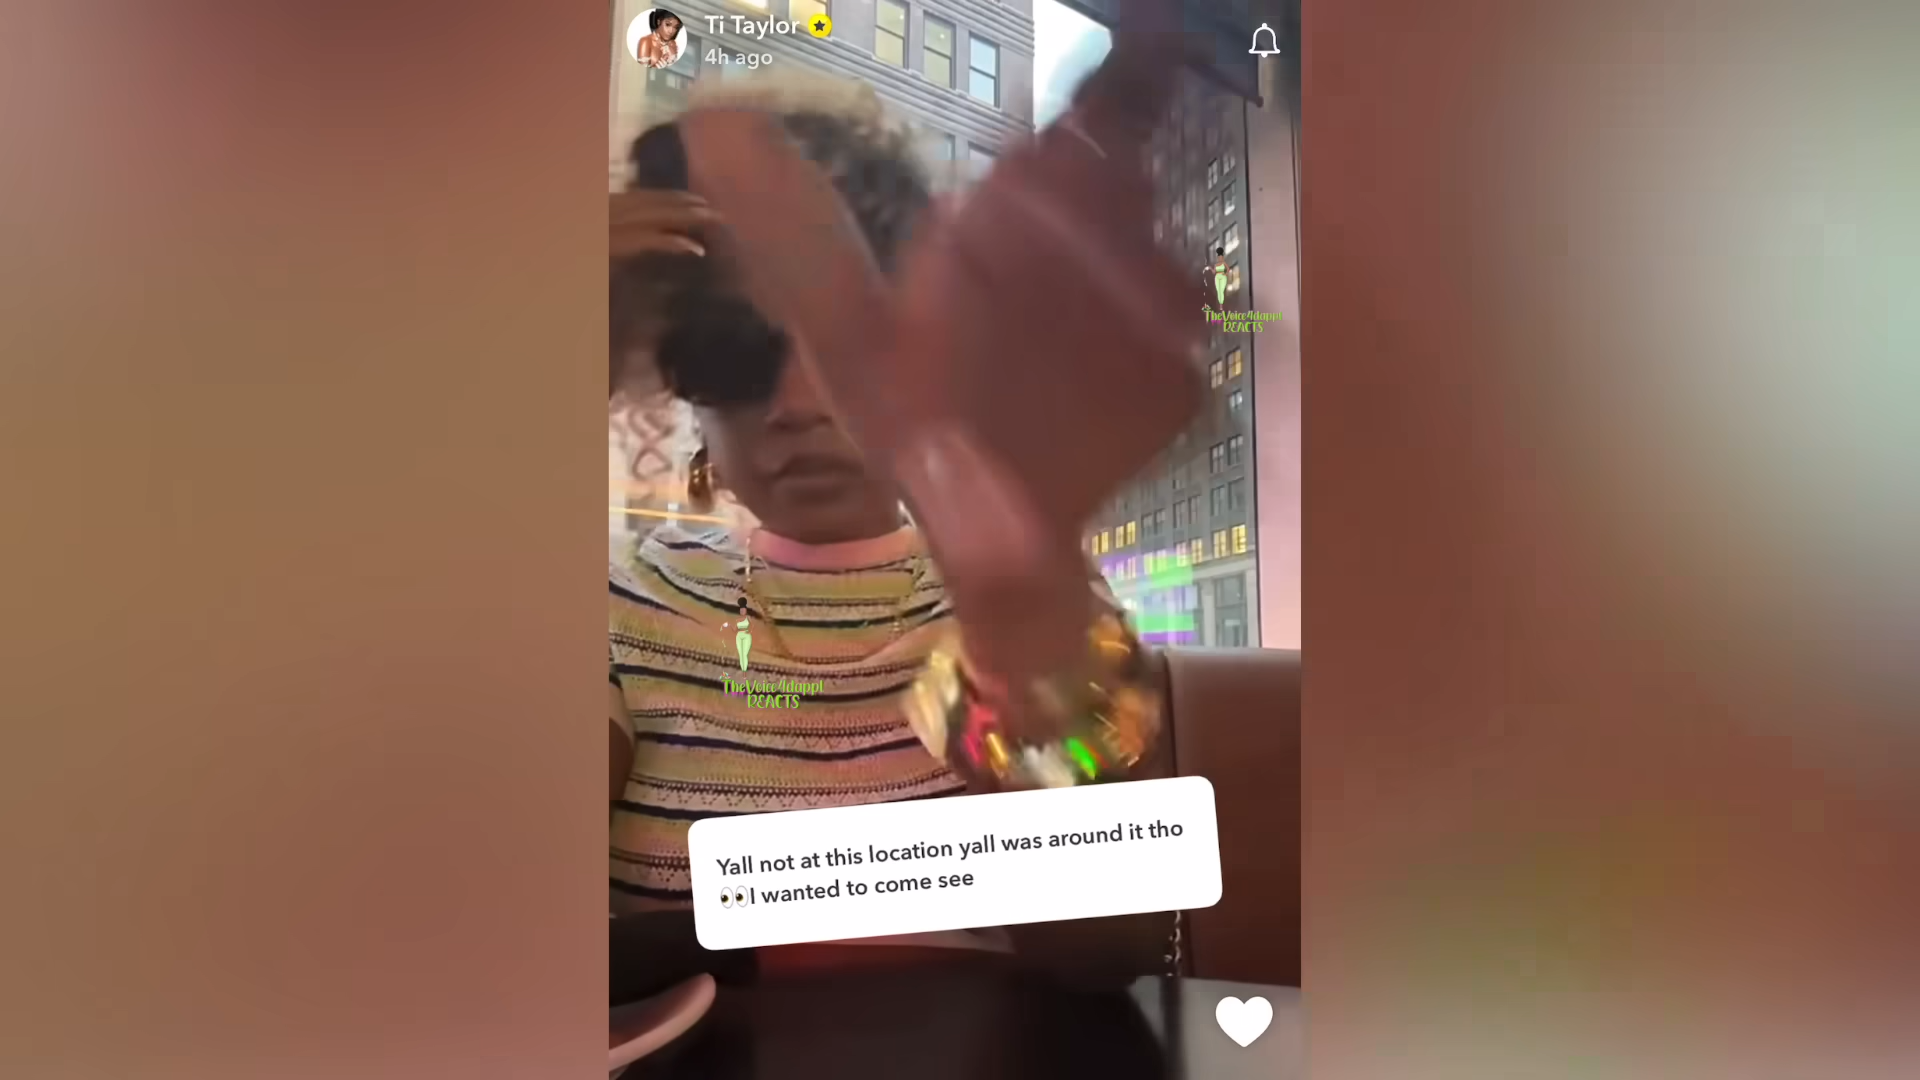 Ti Taylor
4h ago
TheVoice4dappl
REACTS
TheVoice4dappl
REACTS
Yall not at this location yall was around it tho
👀I wanted to come see